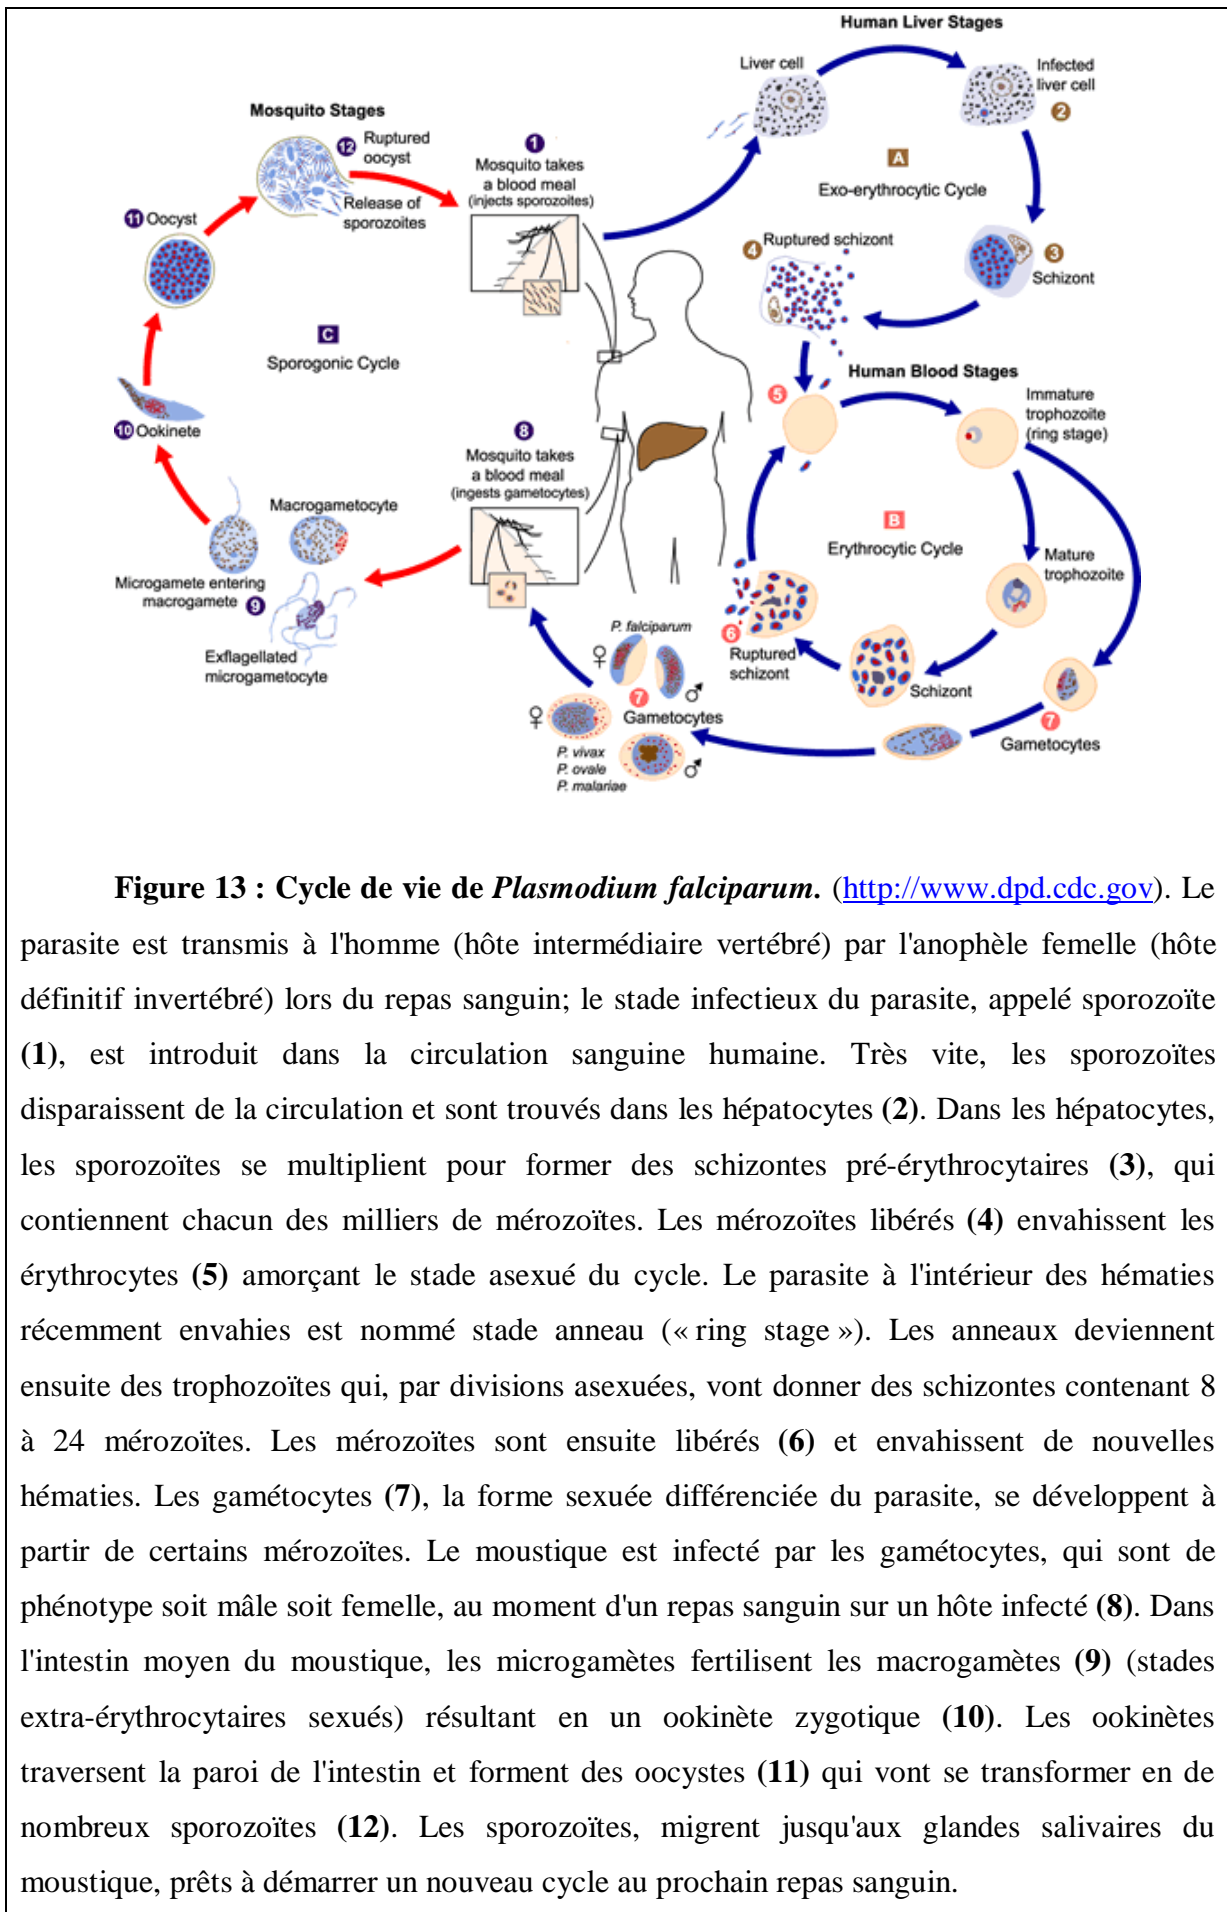 Human Liver Stages
Liver cell
Infected
liver cell
2
Mosquito Stages
12 Ruptured
oocyst
Release of
sporozoites
1
Mosquito takes
a blood meal
(injects sporozoites)
A
Exo-erythrocytic Cycle
11 Oocyst
4 Ruptured schizont
3
Schizont
C
Sporogonic Cycle
Human Blood Stages
5
Immature
trophozoite
(ring stage)
10 Ookinete
8
Mosquito takes
a blood meal
(ingests gametocytes)
Macrogametocyte
B
Erythrocytic Cycle
Mature
trophozoite
Microgamete entering
macrogamete 9
Exflagellated
microgametocyte
P. falciparum
♀
♂
7
Gametocytes
♀
♂
P. vivax
P. ovale
P. malariae
6
Ruptured
schizont
Schizont
7
Gametocytes
Figure 13 : Cycle de vie de Plasmodium falciparum. (http://www.dpd.cdc.gov). Le
parasite est transmis à l'homme (hôte intermédiaire vertébré) par l'anophèle femelle (hôte
définitif invertébré) lors du repas sanguin; le stade infectieux du parasite, appelé sporozoïte
(1), est introduit dans la circulation sanguine humaine. Très vite, les sporozoïtes
disparaissent de la circulation et sont trouvés dans les hépatocytes (2). Dans les hépatocytes,
les sporozoïtes se multiplient pour former des schizontes pré-érythrocytaires (3), qui
contiennent chacun des milliers de mérozoïtes. Les mérozoïtes libérés (4) envahissent les
érythrocytes (5) amorçant le stade asexué du cycle. Le parasite à l'intérieur des hématies
récemment envahies est nommé stade anneau (« ring stage »). Les anneaux deviennent
ensuite des trophozoïtes qui, par divisions asexuées, vont donner des schizontes contenant 8
à 24 mérozoïtes. Les mérozoïtes sont ensuite libérés (6) et envahissent de nouvelles
hématies. Les gamétocytes (7), la forme sexuée différenciée du parasite, se développent à
partir de certains mérozoïtes. Le moustique est infecté par les gamétocytes, qui sont de
phénotype soit mâle soit femelle, au moment d'un repas sanguin sur un hôte infecté (8). Dans
l'intestin moyen du moustique, les microgamètes fertilisent les macrogamètes (9) (stades
extra-érythrocytaires sexués) résultant en un ookinète zygotique (10). Les ookinètes
traversent la paroi de l'intestin et forment des oocystes (11) qui vont se transformer en de
nombreux sporozoïtes (12). Les sporozoïtes, migrent jusqu'aux glandes salivaires du
moustique, prêts à démarrer un nouveau cycle au prochain repas sanguin.